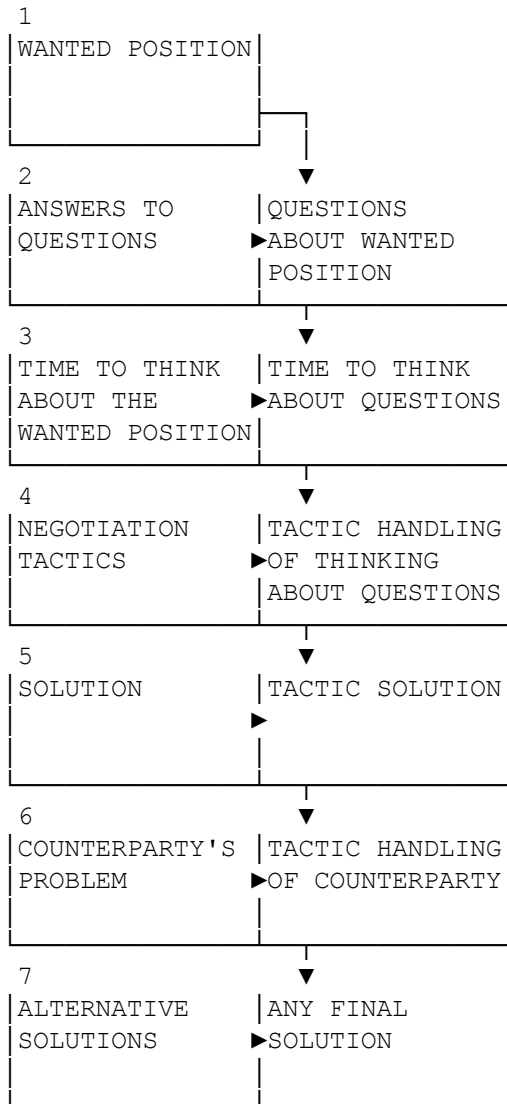 1
WANTED POSITION
2
ANSWERS TO QUESTIONS
QUESTIONS ABOUT WANTED POSITION
3
TIME TO THINK ABOUT THE WANTED POSITION
TIME TO THINK ABOUT QUESTIONS
4
NEGOTIATION TACTICS
TACTIC HANDLING OF THINKING ABOUT QUESTIONS
5
SOLUTION
TACTIC SOLUTION
6
COUNTERPARTY'S PROBLEM
TACTIC HANDLING OF COUNTERPARTY
7
ALTERNATIVE SOLUTIONS
ANY FINAL SOLUTION